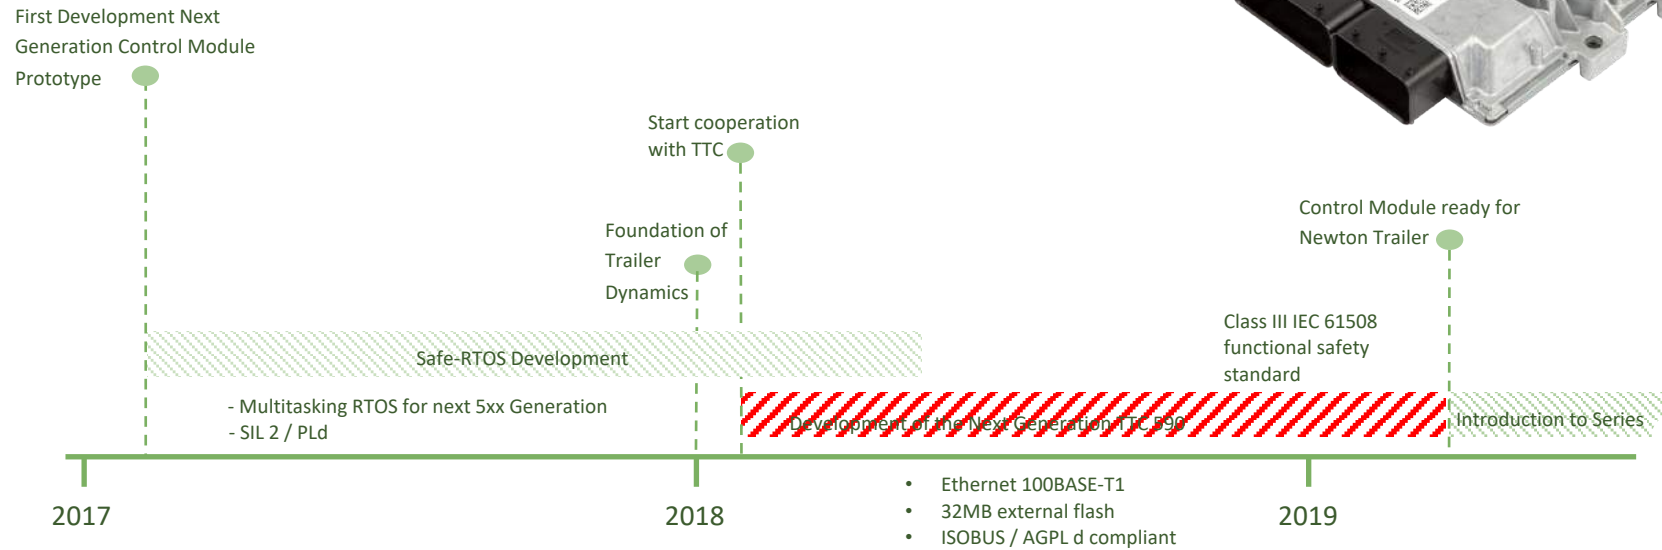 First Development Next
Generation Control Module
Prototype
Start cooperation
with TTC
Foundation of
Trailer
Dynamics
Control Module ready for
Newton Trailer
Class III IEC 61508
functional safety
standard
Safe-RTOS Development
- Multitasking RTOS for next 5xx Generation
- SIL 2 / PLd
Development of the Next Generation TTC 590
Introduction to Series
2017
2018
2019
• Ethernet 100BASE-T1
• 32MB external flash
• ISOBUS / AGPL d compliant